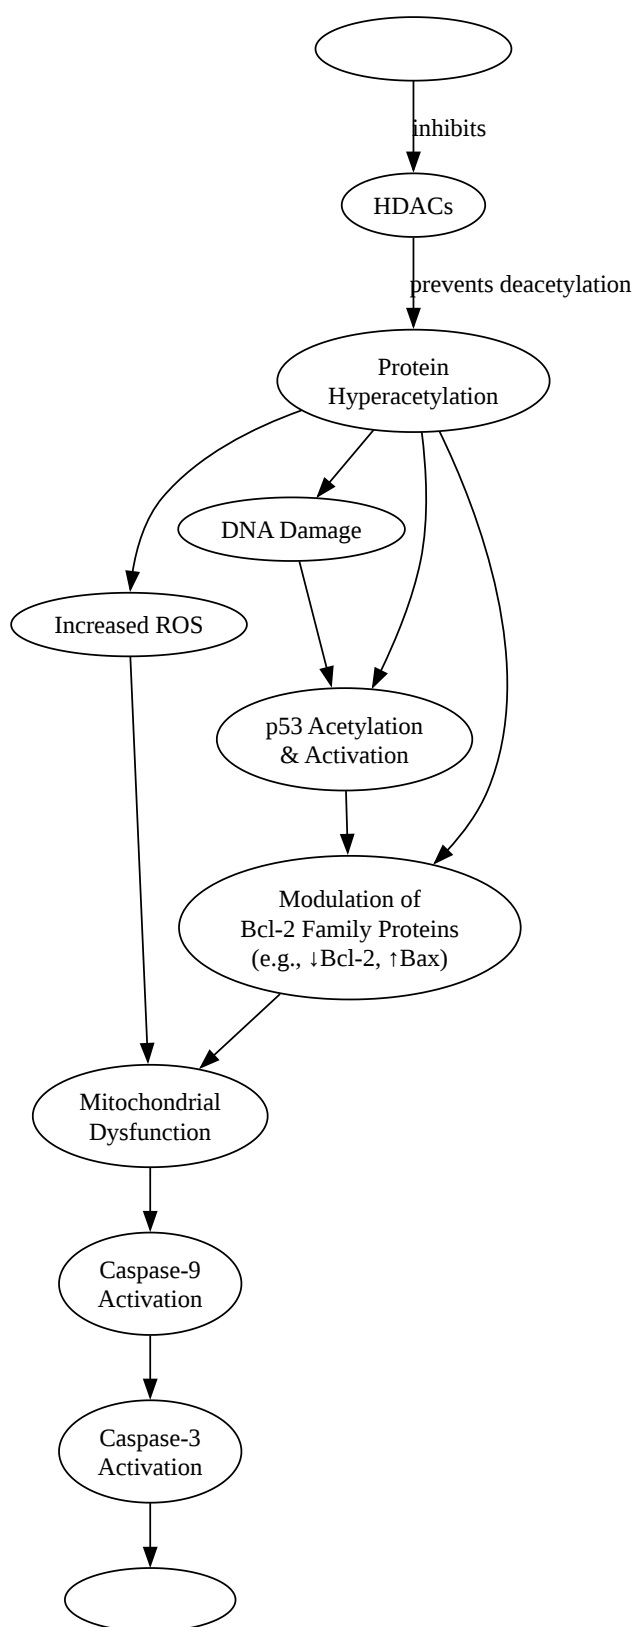 inhibits
HDACs
prevents deacetylation
Protein
Hyperacetylation
DNA Damage
Increased ROS
p53 Acetylation
& Activation
Modulation of
Bcl-2 Family Proteins
(e.g., ↓Bcl-2, ↑Bax)
Mitochondrial
Dysfunction
Caspase-9
Activation
Caspase-3
Activation